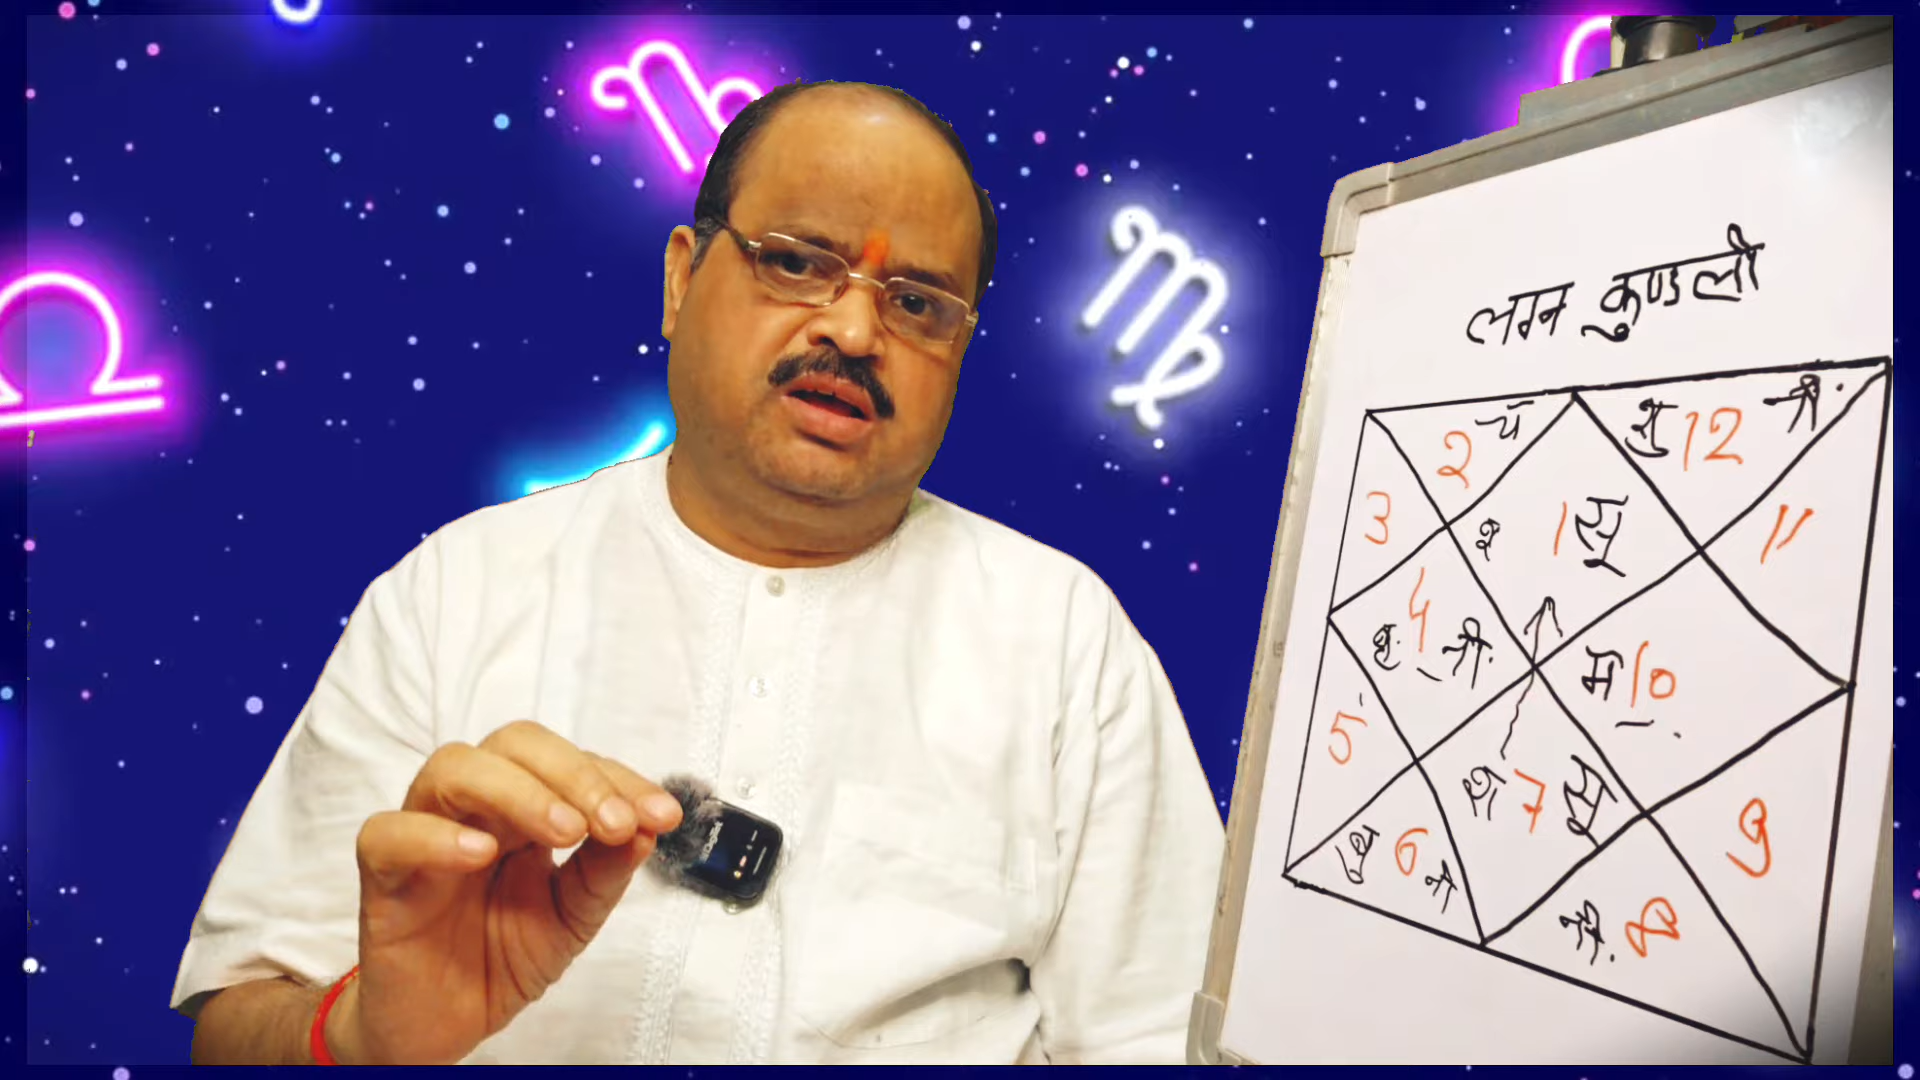 लग्न कुण्डली
2 चं
शु 12 नी.
3
श 1 सू
11
बृ. 4 नी.
म 10
5
श 7 सू
9
शु 6 नी
नी. 8